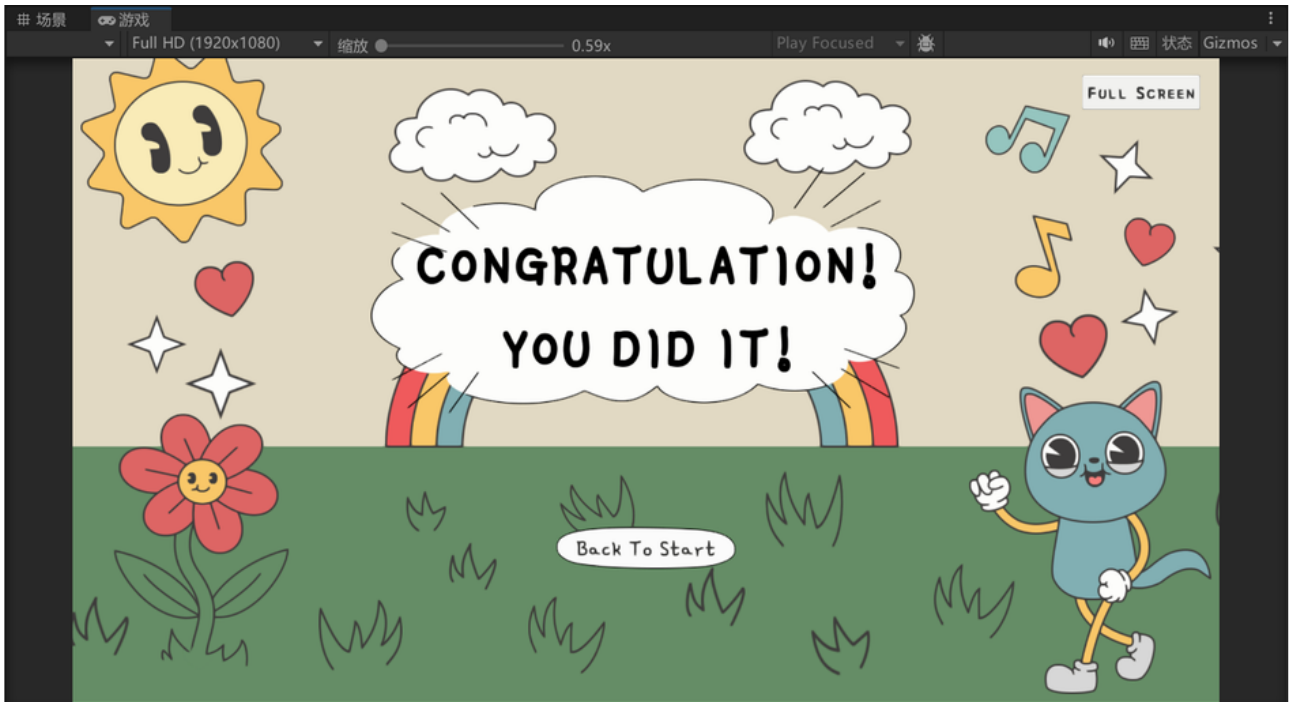 场景 游戏
Full HD (1920x1080) 缩放 0.59x Play Focused 状态 Gizmos
FULL SCREEN
CONGRATULATION!
YOU DID IT!
Back To Start